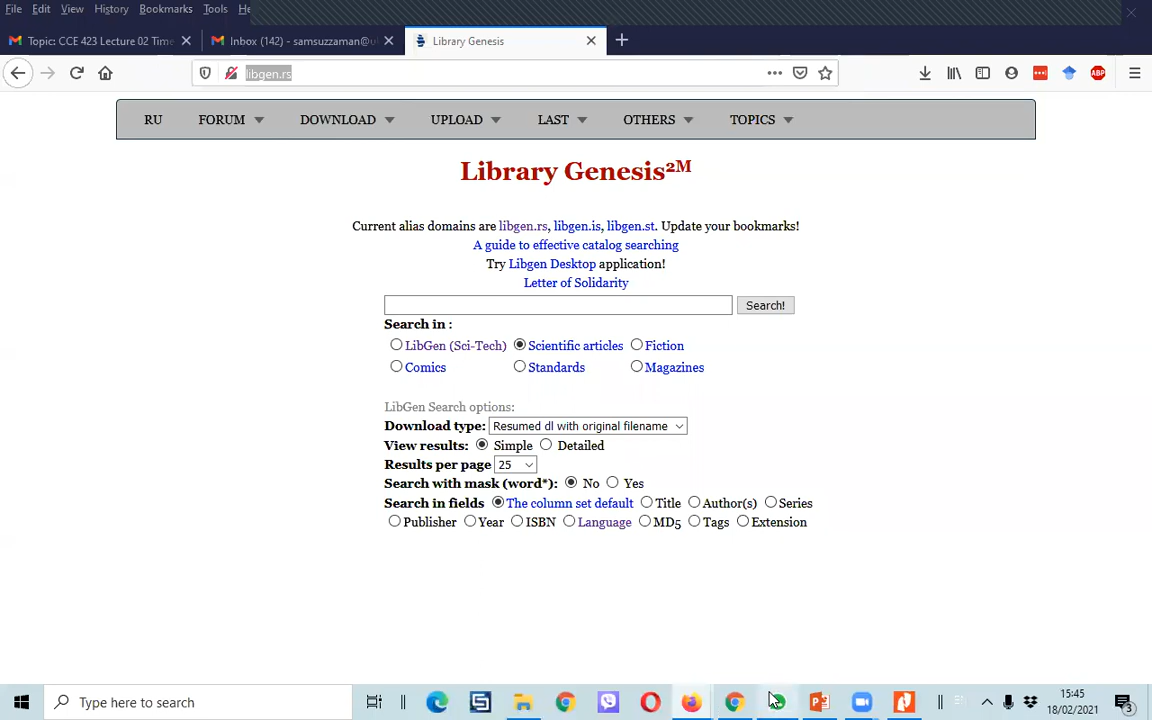 File Edit View History Bookmarks Tools He
Topic: CCE 423 Lecture 02 Time
Inbox (142) - samsuzzaman@u
Library Genesis
libgen.rs
ABP
RU FORUM DOWNLOAD UPLOAD LAST OTHERS TOPICS
Library Genesis2M
Current alias domains are libgen.rs, libgen.is, libgen.st. Update your bookmarks!
A guide to effective catalog searching
Try Libgen Desktop application!
Letter of Solidarity
Search!
Search in :
LibGen (Sci-Tech) Scientific articles Fiction
Comics Standards Magazines
LibGen Search options:
Download type: Resumed dl with original filename
View results: Simple Detailed
Results per page 25
Search with mask (word*): No Yes
Search in fields The column set default Title Author(s) Series
Publisher Year ISBN Language MD5 Tags Extension
Type here to search
15:45
18/02/2021
3